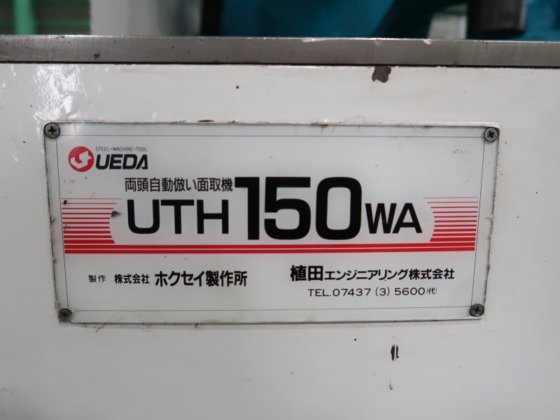 STEEL・MACHINE・TOOL
UEDA
両頭自動倣い面取機
UTH150WA
製作 株式会社 ホクセイ製作所
植田エンジニアリング株式会社
TEL.07437(3)5600(代)